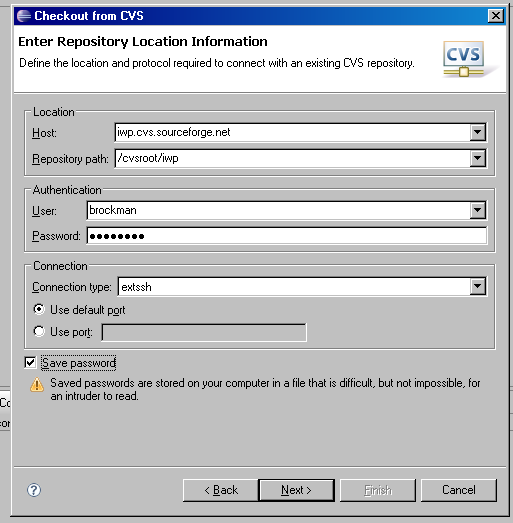 Checkout from CVS
Enter Repository Location Information
Define the location and protocol required to connect with an existing CVS repository.
CVS
Location
Host: iwp.cvs.sourceforge.net
Repository path: /cvsroot/iwp
Authentication
User: brockman
Password: ●●●●●●●●
Connection
Connection type: extssh
Use default port
Use port:
Save password
Saved passwords are stored on your computer in a file that is difficult, but not impossible, for
an intruder to read.
Co
cor
? < Back Next > Finish Cancel